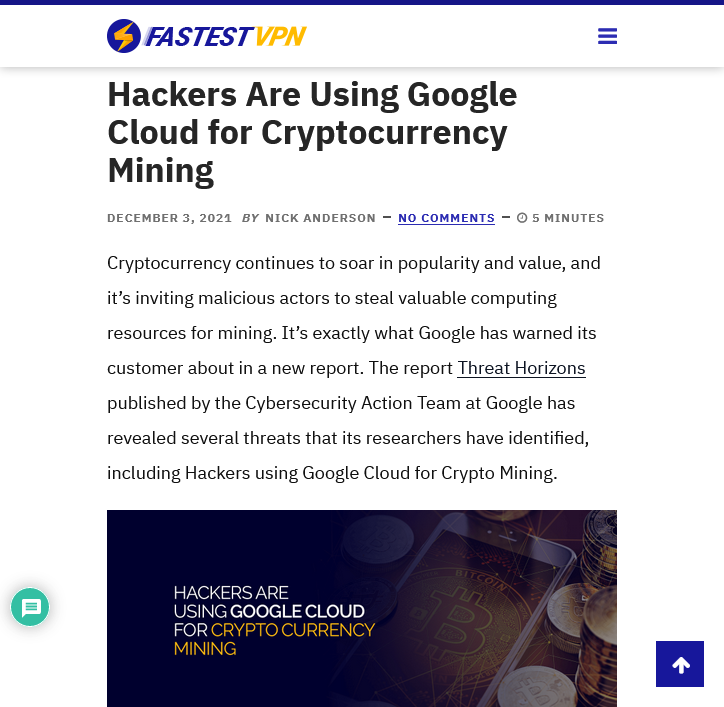 FASTESTVPN
Hackers Are Using Google
Cloud for Cryptocurrency
Mining
DECEMBER 3, 2021 BY NICK ANDERSON – NO COMMENTS – 5 MINUTES
Cryptocurrency continues to soar in popularity and value, and
it’s inviting malicious actors to steal valuable computing
resources for mining. It’s exactly what Google has warned its
customer about in a new report. The report Threat Horizons
published by the Cybersecurity Action Team at Google has
revealed several threats that its researchers have identified,
including Hackers using Google Cloud for Crypto Mining.
HACKERS ARE
USING GOOGLE CLOUD
FOR CRYPTO CURRENCY
MINING
BITCOIN